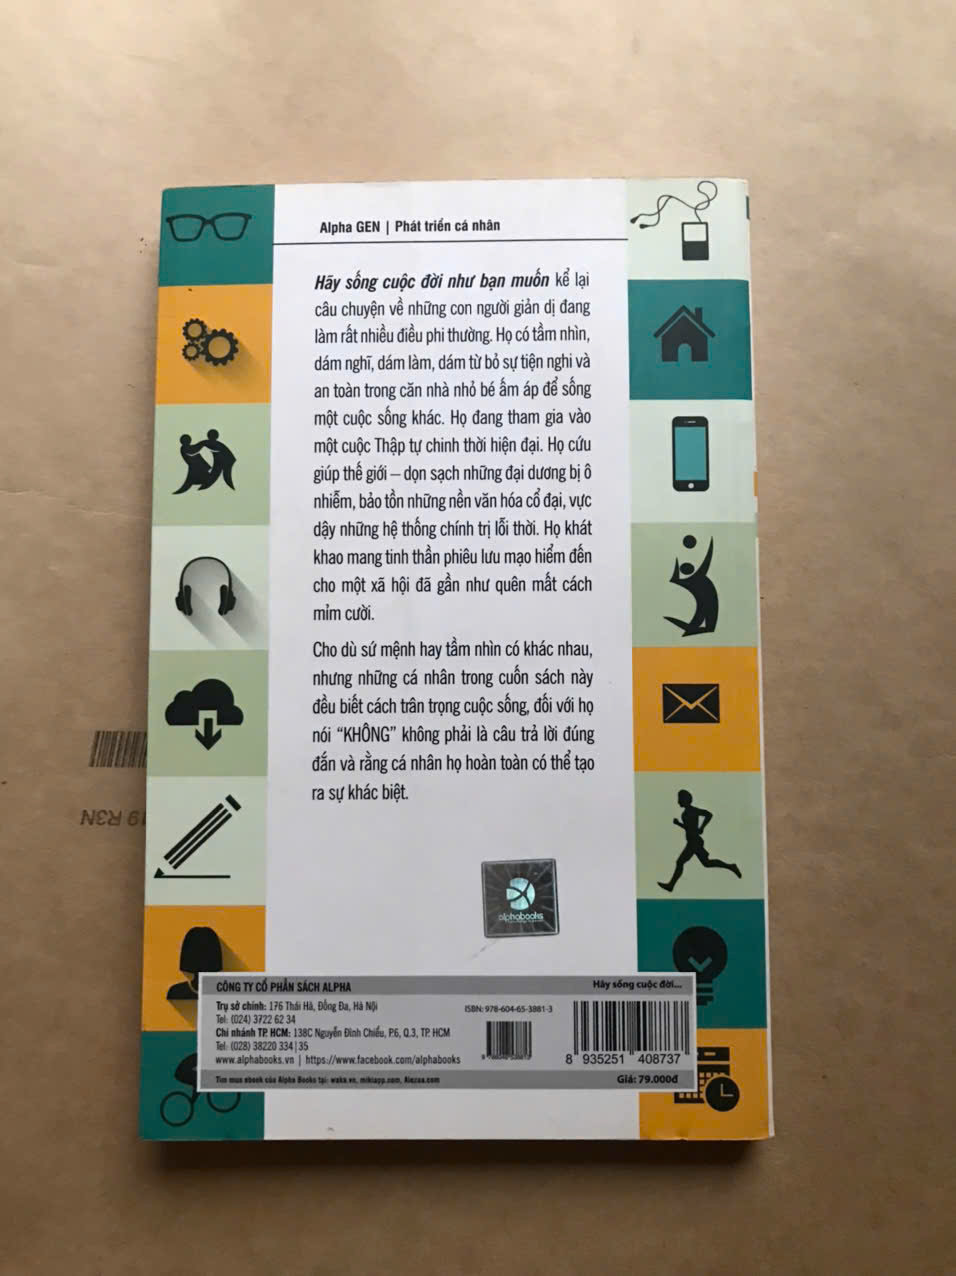 Alpha GEN | Phát triển cá nhân
Hãy sống cuộc đời như bạn muốn kể lại
câu chuyện về những con người giản dị đang
làm rất nhiều điều phi thường. Họ có tầm nhìn,
dám nghĩ, dám làm, dám từ bỏ sự tiện nghi và
an toàn trong căn nhà nhỏ bé ấm áp để sống
một cuộc sống khác. Họ đang tham gia vào
một cuộc Thập tự chinh thời hiện đại. Họ cứu
giúp thế giới – dọn sạch những đại dương bị ô
nhiễm, bảo tồn những nền văn hóa cổ đại, vực
dậy những hệ thống chính trị lỗi thời. Họ khát
khao mang tinh thần phiêu lưu mạo hiểm đến
cho một xã hội đã gần như quên mất cách
mỉm cười.
Cho dù sứ mệnh hay tầm nhìn có khác nhau,
nhưng những cá nhân trong cuốn sách này
đều biết cách trân trọng cuộc sống, đối với họ
nói “KHÔNG” không phải là câu trả lời đúng
đắn và rằng cá nhân họ hoàn toàn có thể tạo
ra sự khác biệt.
alphabooks
CÔNG TY CỔ PHẦN SÁCH ALPHA
Trụ sở chính: 176 Thái Hà, Đống Đa, Hà Nội
Tel: (024) 3722 62 34
Chi nhánh TP. HCM: 138C Nguyễn Đình Chiểu, P.6, Q.3, TP. HCM
Tel: (028) 38220 334 | 35
www.alphabooks.vn | https://www.facebook.com/alphabooks
Tìm mua ebook của Alpha Books tại: waka.vn, mikiapp.com, Alezaa.com
Hãy sống cuộc đời...
ISBN: 978-604-65-3881-3
8 935251 408737
Giá: 79.000đ
19 R3N